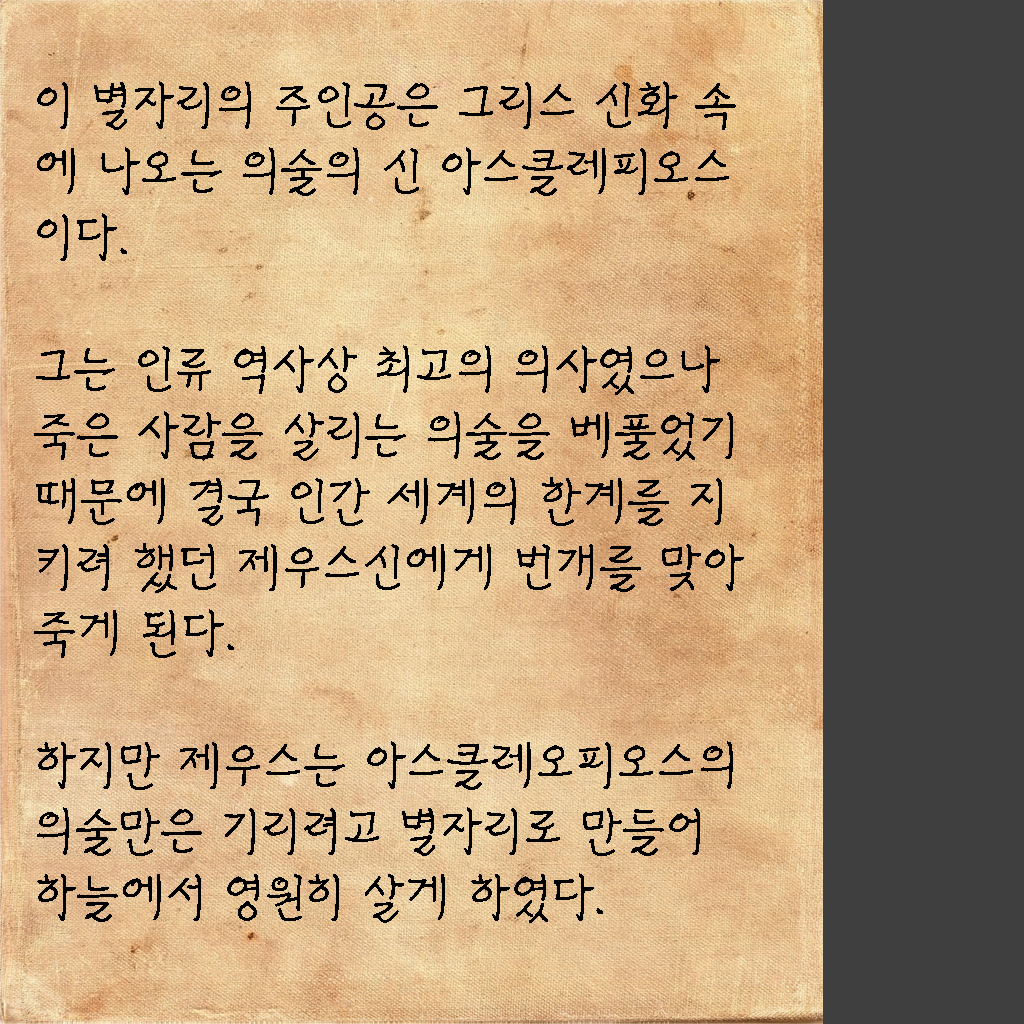 이 별자리의 주인공은 그리스 신화 속
에 나오는 의술의 신 아스클레피오스
이다.
그는 인류 역사상 최고의 의사였으나
죽은 사람을 살리는 의술을 베풀었기
때문에 결국 인간 세계의 한계를 지
키려 했던 제우스신에게 번개를 맞아
죽게 된다.
하지만 제우스는 아스클레오피오스의
의술만은 기리려고 별자리로 만들어
하늘에서 영원히 살게 하였다.